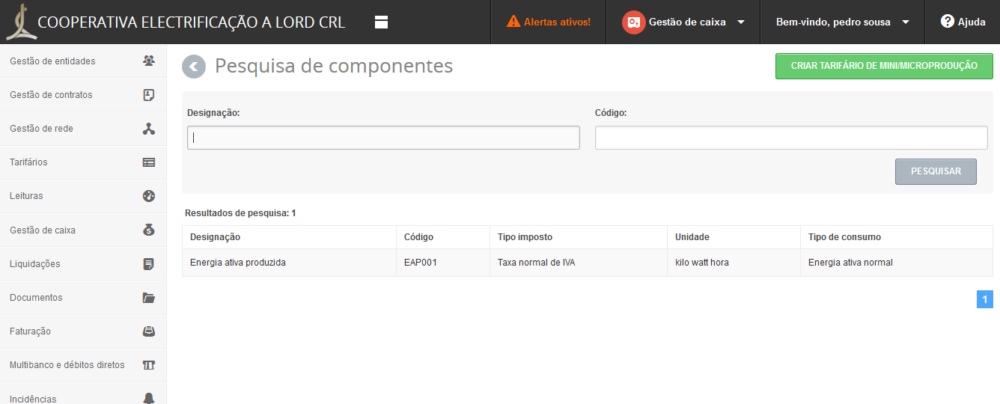 COOPERATIVA ELECTRIFICAÇÃO A LORD CRL
Alertas ativos!
Gestão de caixa
Bem-vindo, pedro sousa
Ajuda
Gestão de entidades
Gestão de contratos
Gestão de rede
Tarifários
Leituras
Gestão de caixa
Liquidações
Documentos
Faturação
Multibanco e débitos diretos
Incidências
Pesquisa de componentes
CRIAR TARIFÁRIO DE MINI/MICROPRODUÇÃO
Designação: Código:
PESQUISAR
Resultados de pesquisa: 1
Designação Código Tipo imposto Unidade Tipo de consumo
Energia ativa produzida EAP001 Taxa normal de IVA kilo watt hora Energia ativa normal
1